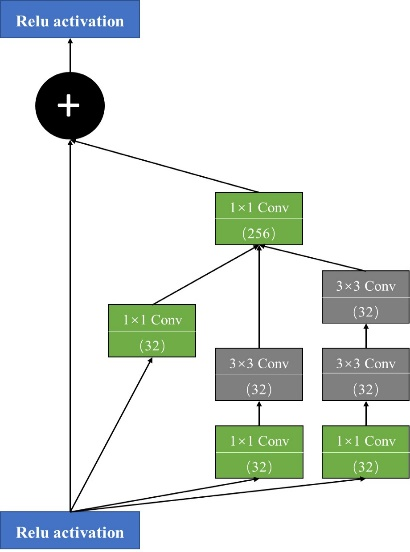 Relu activation
+
1×1 Conv
(256)
3×3 Conv
(32)
1×1 Conv
(32)
3×3 Conv
(32)
3×3 Conv
(32)
1×1 Conv
(32)
1×1 Conv
(32)
Relu activation